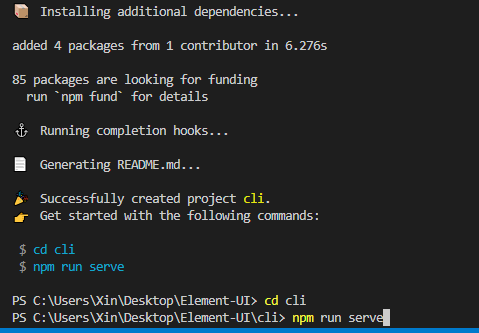 Installing additional dependencies...
added 4 packages from 1 contributor in 6.276s
85 packages are looking for funding
run `npm fund` for details
Running completion hooks...
Generating README.md...
Successfully created project cli.
Get started with the following commands:
$ cd cli
$ npm run serve
PS C:\Users\Xin\Desktop\Element-UI> cd cli
PS C:\Users\Xin\Desktop\Element-UI\cli> npm run serve